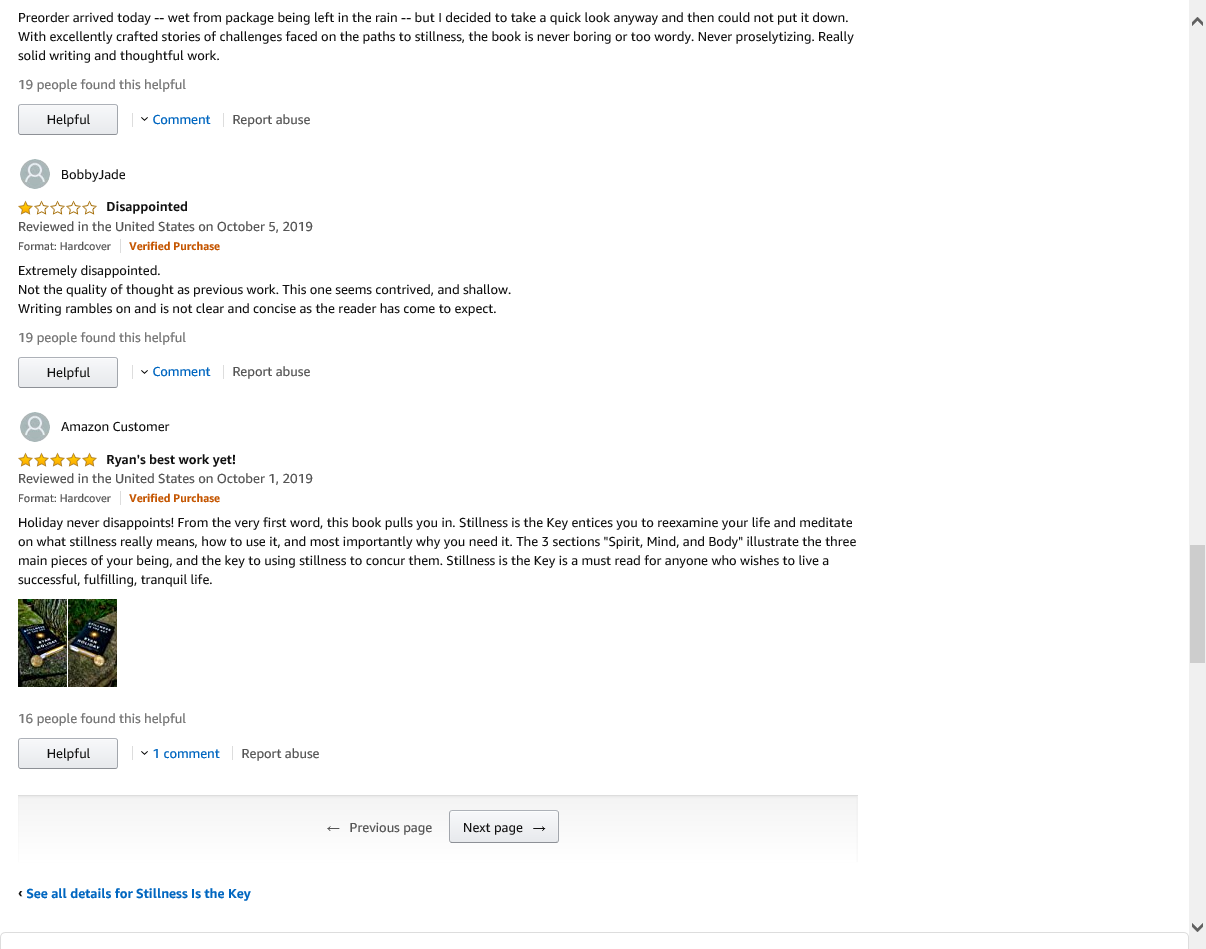 Preorder arrived today -- wet from package being left in the rain -- but I decided to take a quick look anyway and then could not put it down.
With excellently crafted stories of challenges faced on the paths to stillness, the book is never boring or too wordy. Never proselytizing. Really
solid writing and thoughtful work.
19 people found this helpful
Helpful Comment Report abuse
BobbyJade
Disappointed
Reviewed in the United States on October 5, 2019
Format: Hardcover Verified Purchase
Extremely disappointed.
Not the quality of thought as previous work. This one seems contrived, and shallow.
Writing rambles on and is not clear and concise as the reader has come to expect.
19 people found this helpful
Helpful Comment Report abuse
Amazon Customer
Ryan's best work yet!
Reviewed in the United States on October 1, 2019
Format: Hardcover Verified Purchase
Holiday never disappoints! From the very first word, this book pulls you in. Stillness is the Key entices you to reexamine your life and meditate
on what stillness really means, how to use it, and most importantly why you need it. The 3 sections "Spirit, Mind, and Body" illustrate the three
main pieces of your being, and the key to using stillness to concur them. Stillness is the Key is a must read for anyone who wishes to live a
successful, fulfilling, tranquil life.
16 people found this helpful
Helpful 1 comment Report abuse
← Previous page Next page →
‹ See all details for Stillness Is the Key